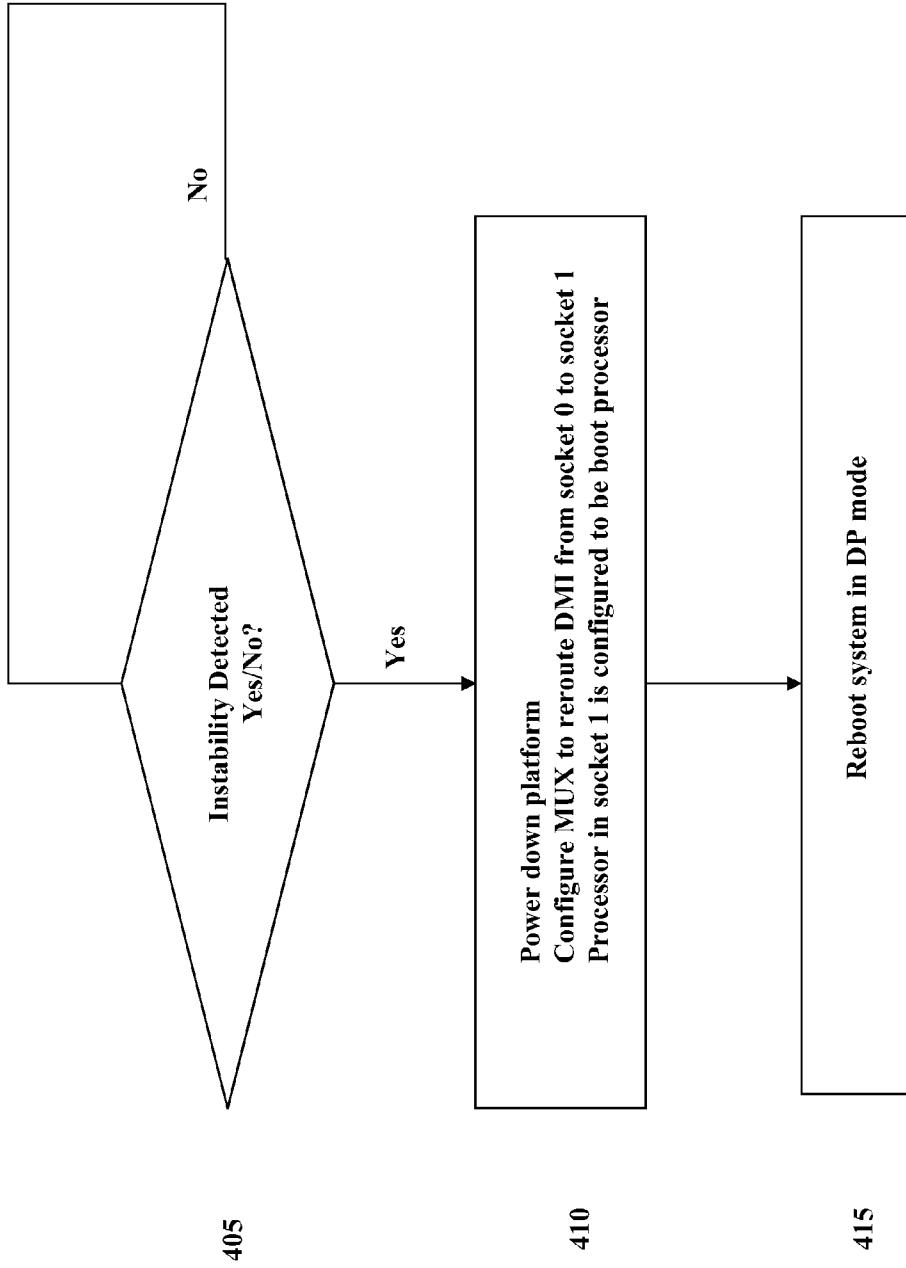 405
Instability Detected
Yes/No?
No
Yes
410
Power down platform
Configure MUX to reroute DMI from socket 0 to socket 1
Processor in socket 1 is configured to be boot processor
415
Reboot system in DP mode